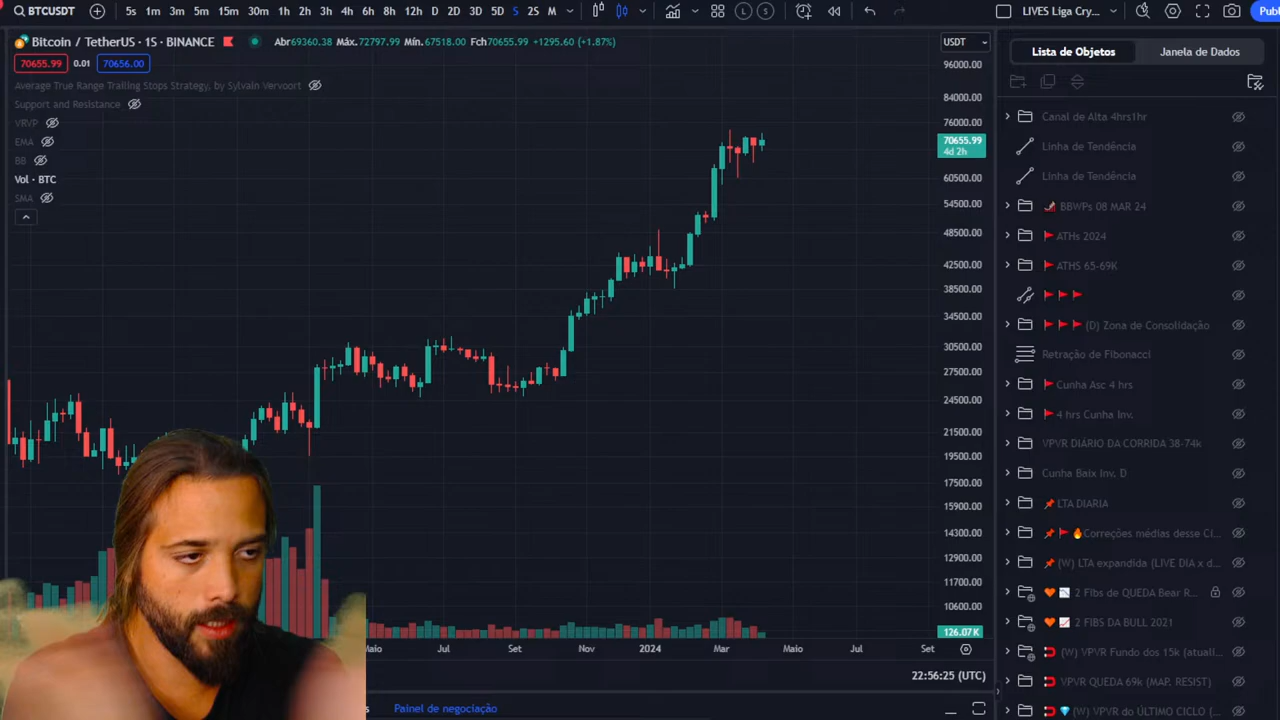 BTCUSDT 5s 1m 3m 5m 15m 30m 1h 2h 3h 4h 6h 8h 12h D 2D 3D 5D S 2S M L S LIVES Liga Cry... Publ
Bitcoin / TetherUS · 1S · BINANCE Abr69360.38 Máx.72797.99 Mín.67518.00 Fch70655.99 +1295.60 (+1.87%)
70655.99 0.01 70656.00
Average True Range Trailing Stops Strategy, by Sylvain Vervoort
Support and Resistance
VRVP
EMA
BB
Vol · BTC
SMA
USDT
96000.00
84000.00
76000.00
70655.99
4d 2h
60500.00
54500.00
48500.00
42500.00
38500.00
34500.00
30500.00
27500.00
24500.00
21500.00
19500.00
17500.00
15900.00
14300.00
12900.00
11700.00
10600.00
126.07K
Maio Jul Set Nov 2024 Mar Maio Jul Set
22:56:25 (UTC)
Painel de negociação
Lista de Objetos Janela de Dados
Canal de Alta 4hrs1hr
Linha de Tendência
Linha de Tendência
BBWPs 08 MAR 24
ATHs 2024
ATHS 65-69K
(D) Zona de Consolidação
Retração de Fibonacci
Cunha Asc 4 hrs
4 hrs Cunha Inv.
VPVR DIÁRIO DA CORRIDA 38-74k
Cunha Baix Inv. D
LTA DIARIA
Correções médias desse Ci...
(W) LTA expandida (LIVE DIA x d...
2 Fibs de QUEDA Bear R...
2 FIBS DA BULL 2021
(W) VPVR Fundo dos 15k (atuali...
VPVR QUEDA 69k (MAP. RESIST)
(W) VPVR do ÚLTIMO CICLO (...